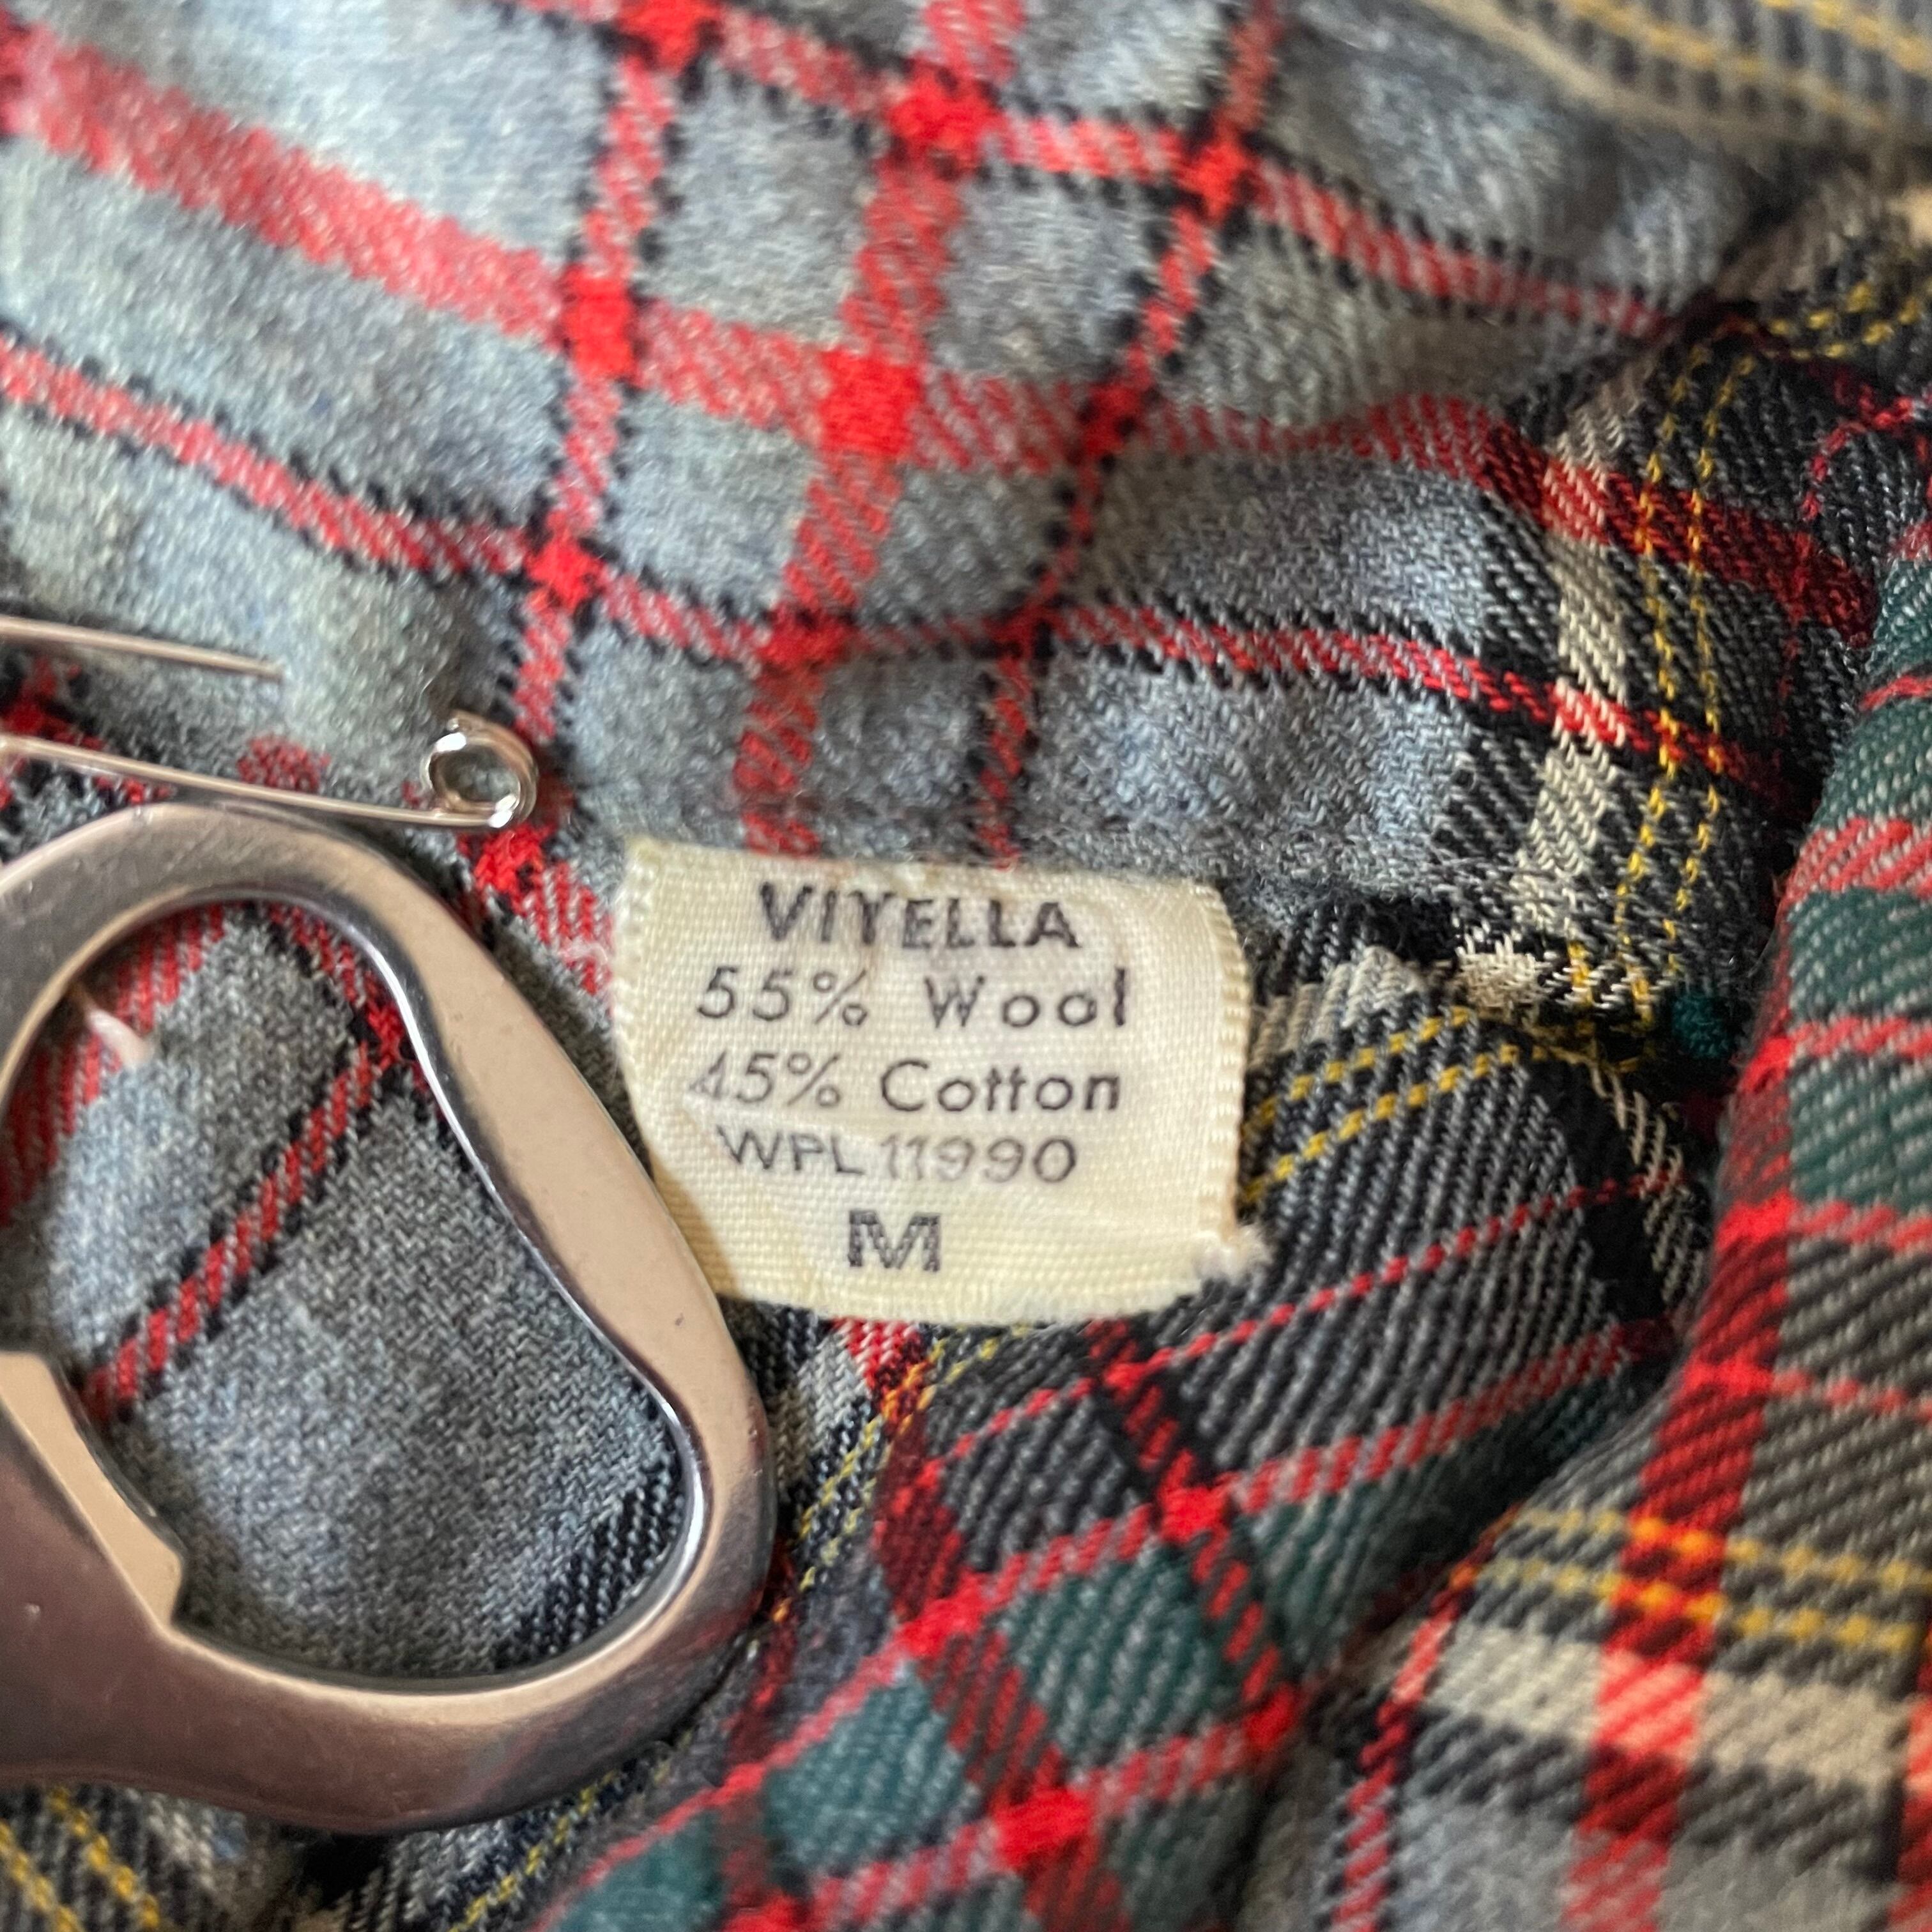 VIYELLA
55% Wool
45% Cotton
WPL 11990
M